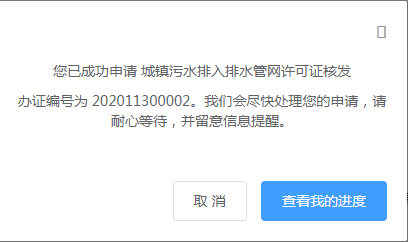 您已成功申请 城镇污水排入排水管网许可证核发
办证编号为 202011300002。我们会尽快处理您的申请，请
耐心等待，并留意信息提醒。
取 消
查看我的进度